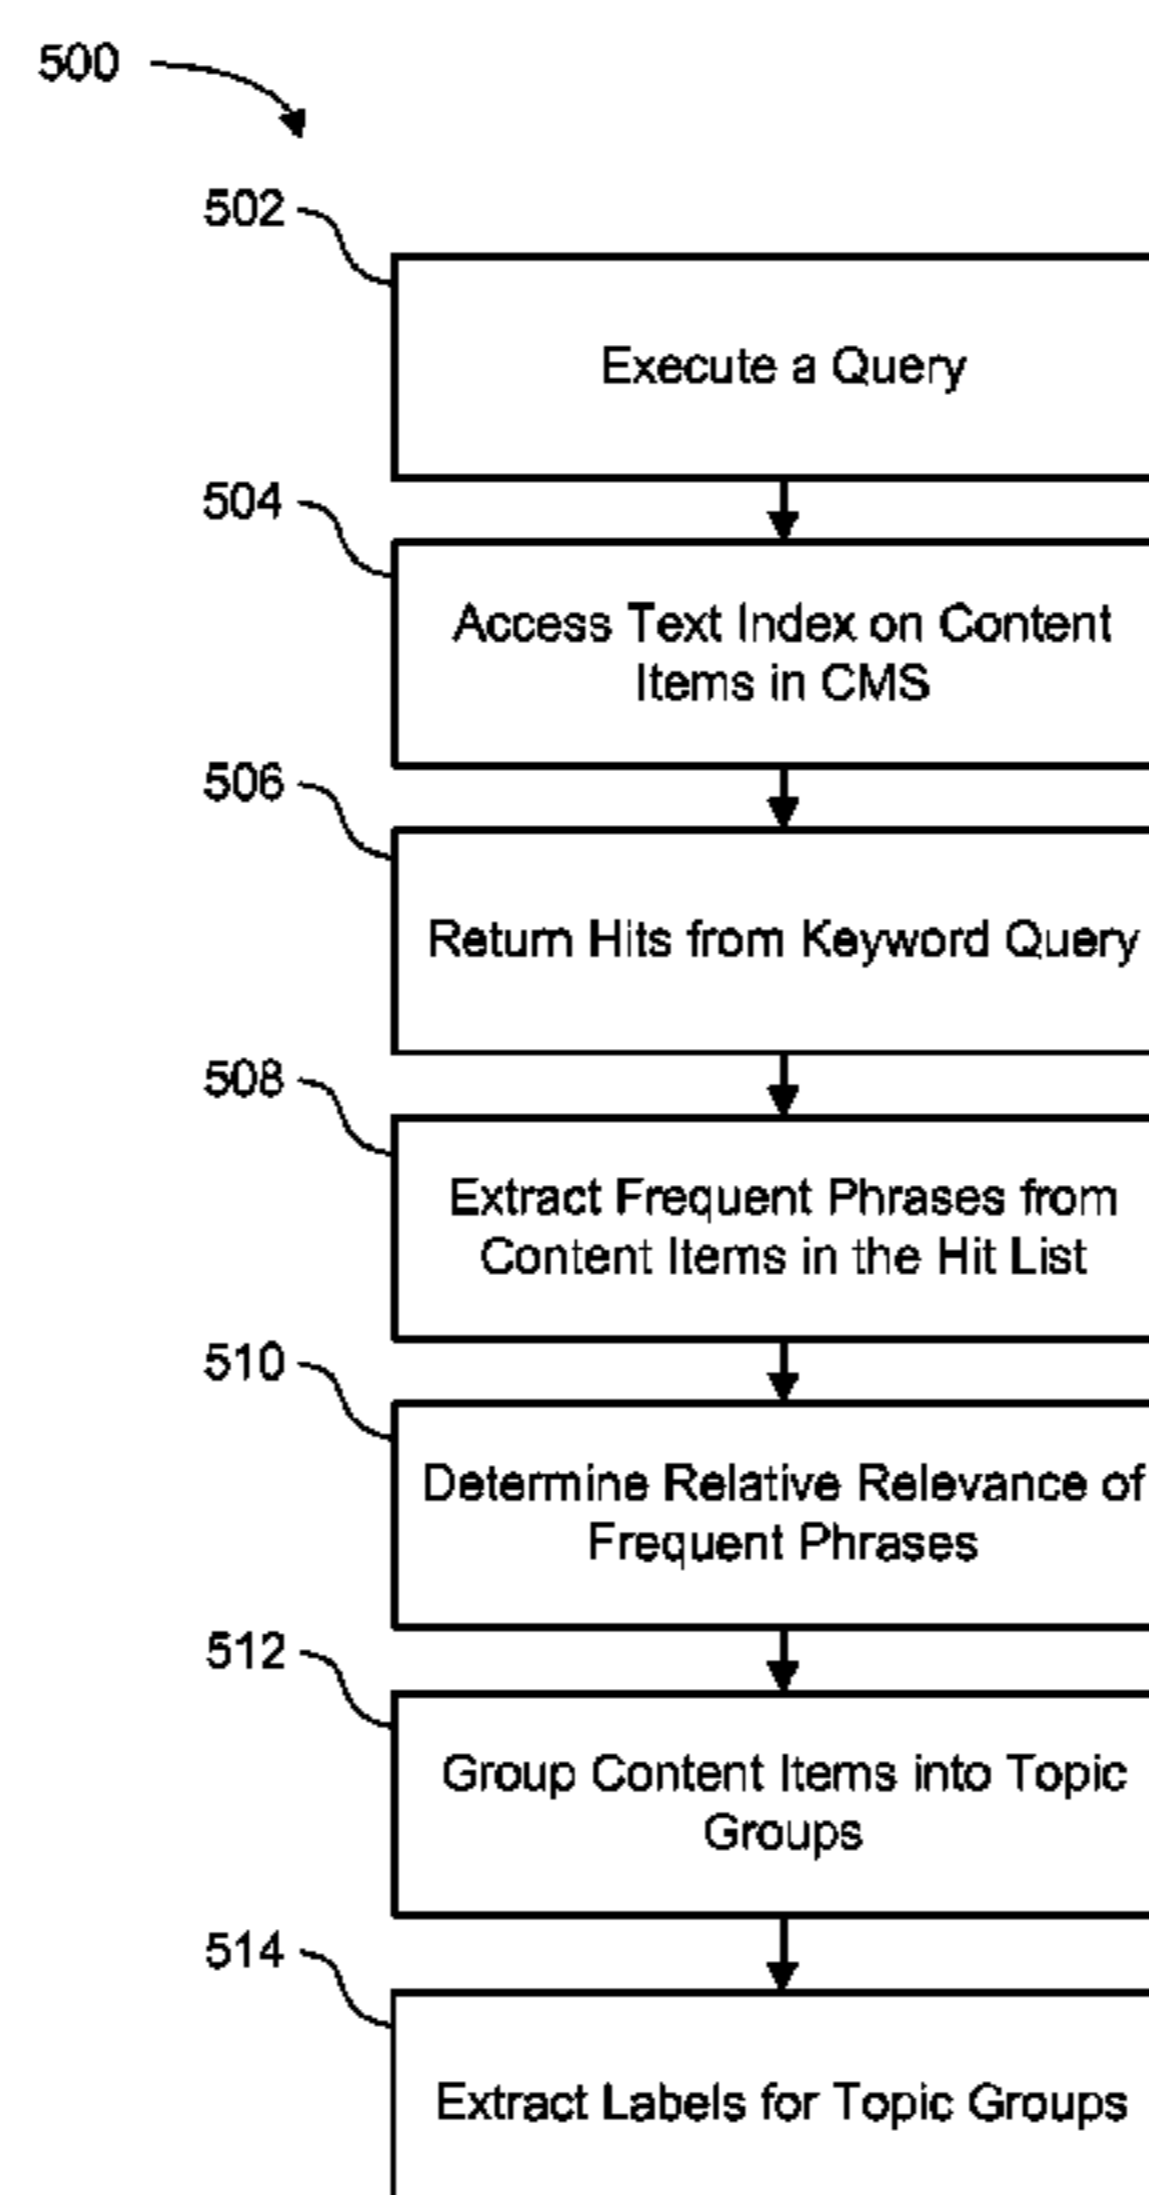 500
502
Execute a Query
504
Access Text Index on Content
Items in CMS
506
Return Hits from Keyword Query
508
Extract Frequent Phrases from
Content Items in the Hit List
510
Determine Relative Relevance of
Frequent Phrases
512
Group Content Items into Topic
Groups
514
Extract Labels for Topic Groups